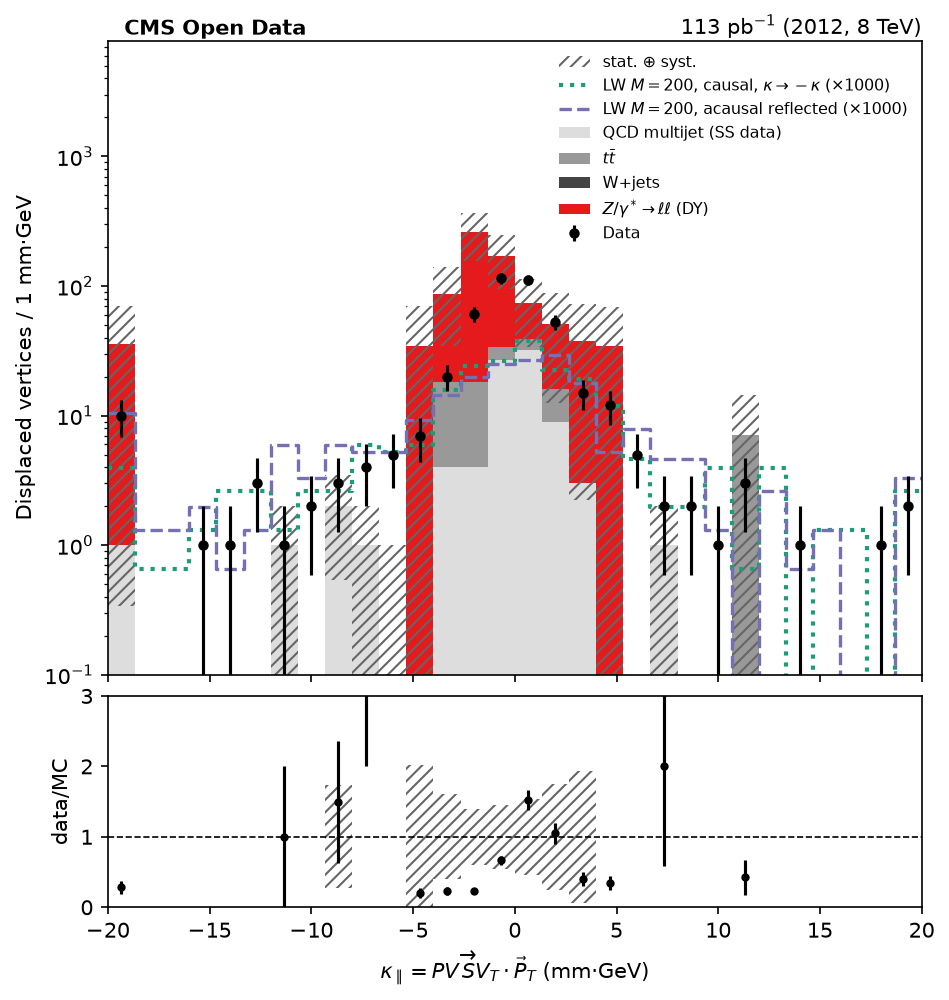 CMS Open Data
113 pb⁻¹ (2012, 8 TeV)
stat. ⊕ syst.
LW M = 200, causal, κ → −κ (×1000)
LW M = 200, acausal reflected (×1000)
QCD multijet (SS data)
tt̄
W+jets
Z/γ* → ℓℓ (DY)
Data
Displaced vertices / 1 mm·GeV
10³
10²
10¹
10⁰
10⁻¹
data/MC
3
2
1
0
−20 −15 −10 −5 0 5 10 15 20
κ∥ = PV S⃗V_T · P⃗_T (mm·GeV)